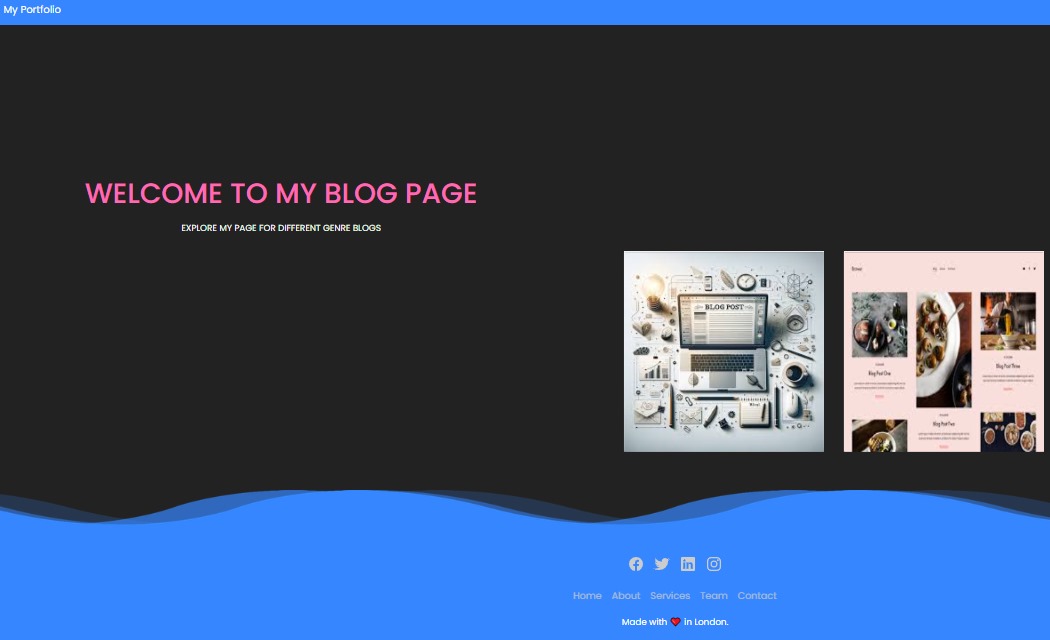 My Portfolio
WELCOME TO MY BLOG PAGE
EXPLORE MY PAGE FOR DIFFERENT GENRE BLOGS
BLOG POST
Blog Post One
Blog Post Two
Blog Post Three
Home About Services Team Contact
Made with ❤ in London.